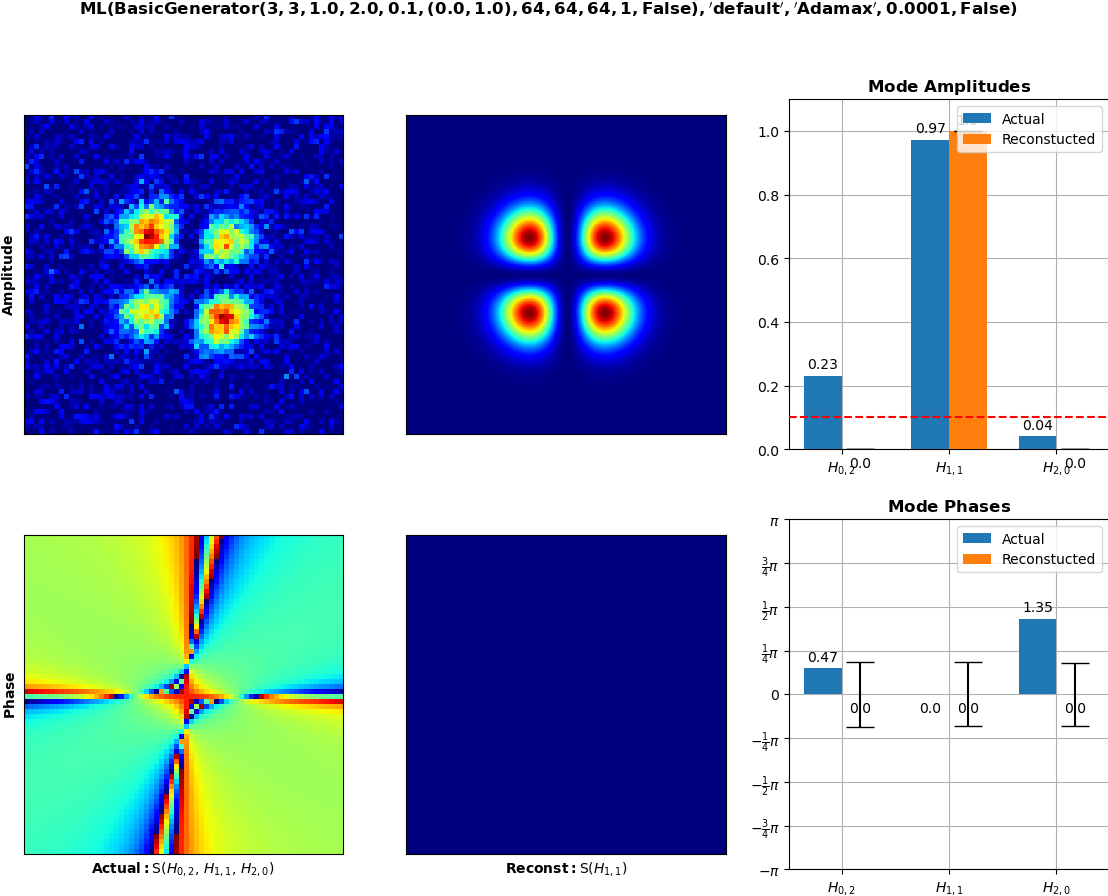 ML(BasicGenerator(3, 3, 1.0, 2.0, 0.1, (0.0, 1.0), 64, 64, 64, 1, False), 'default', 'Adamax', 0.0001, False)
Amplitude
Mode Amplitudes
Actual
Reconstucted
1.0
0.8
0.6
0.4
0.2
0.0
0.23
0.97
0.04
0.0
0.0
H0,2
H1,1
H2,0
Phase
Actual: S(H0,2, H1,1, H2,0)
Reconst: S(H1,1)
Mode Phases
Actual
Reconstucted
π
3/4π
1/2π
1/4π
0
−1/4π
−1/2π
−3/4π
−π
0.47
0.0
0.0
0.0
1.35
0.0
H0,2
H1,1
H2,0